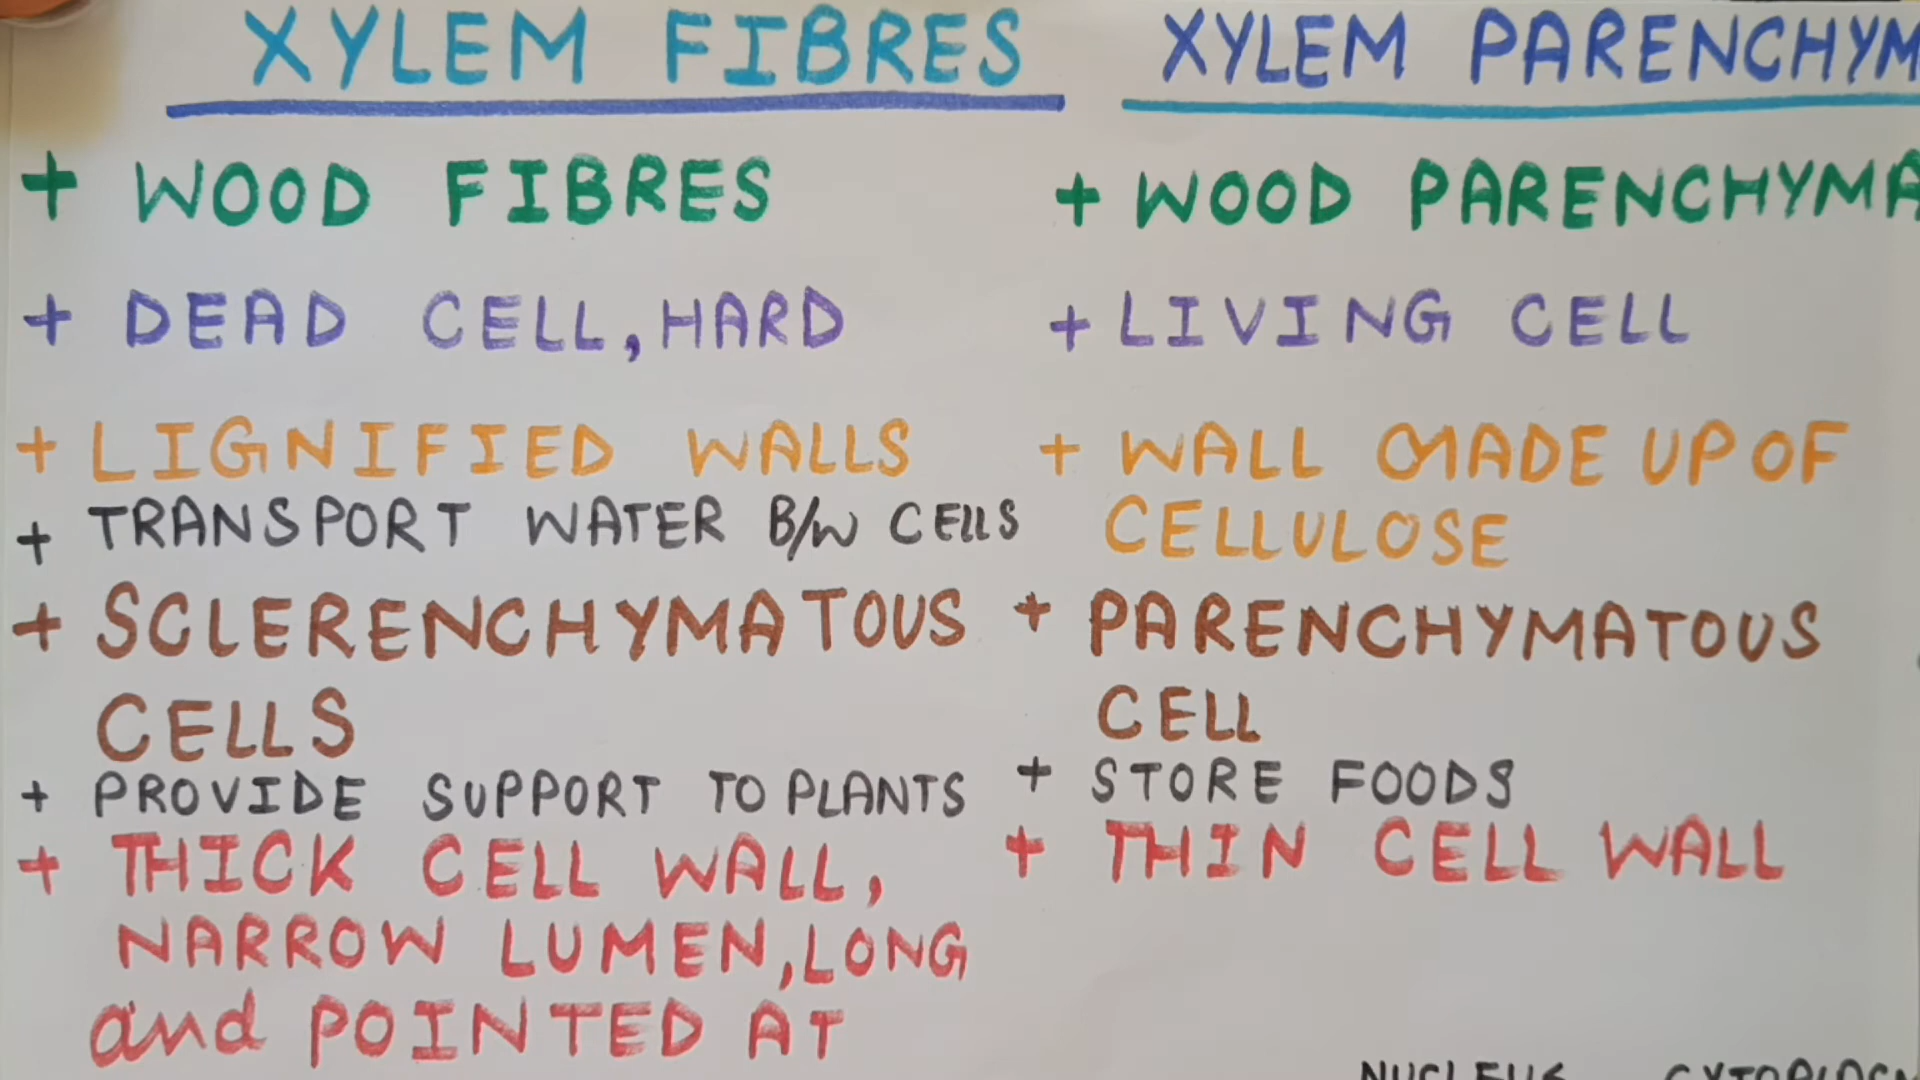 XYLEM FIBRES
+ WOOD FIBRES
+ DEAD CELL, HARD
+ LIGNIFIED WALLS
+ TRANSPORT WATER B/W CELLS
+ SCLERENCHYMATOUS
CELLS
+ PROVIDE SUPPORT TO PLANTS
+ THICK CELL WALL,
NARROW LUMEN, LONG
and POINTED AT
XYLEM PARENCHYM
+ WOOD PARENCHYMA
+ LIVING CELL
+ WALL MADE UP OF
CELLULOSE
+ PARENCHYMATOUS
CELL
+ STORE FOODS
+ THIN CELL WALL
NUCLEUS